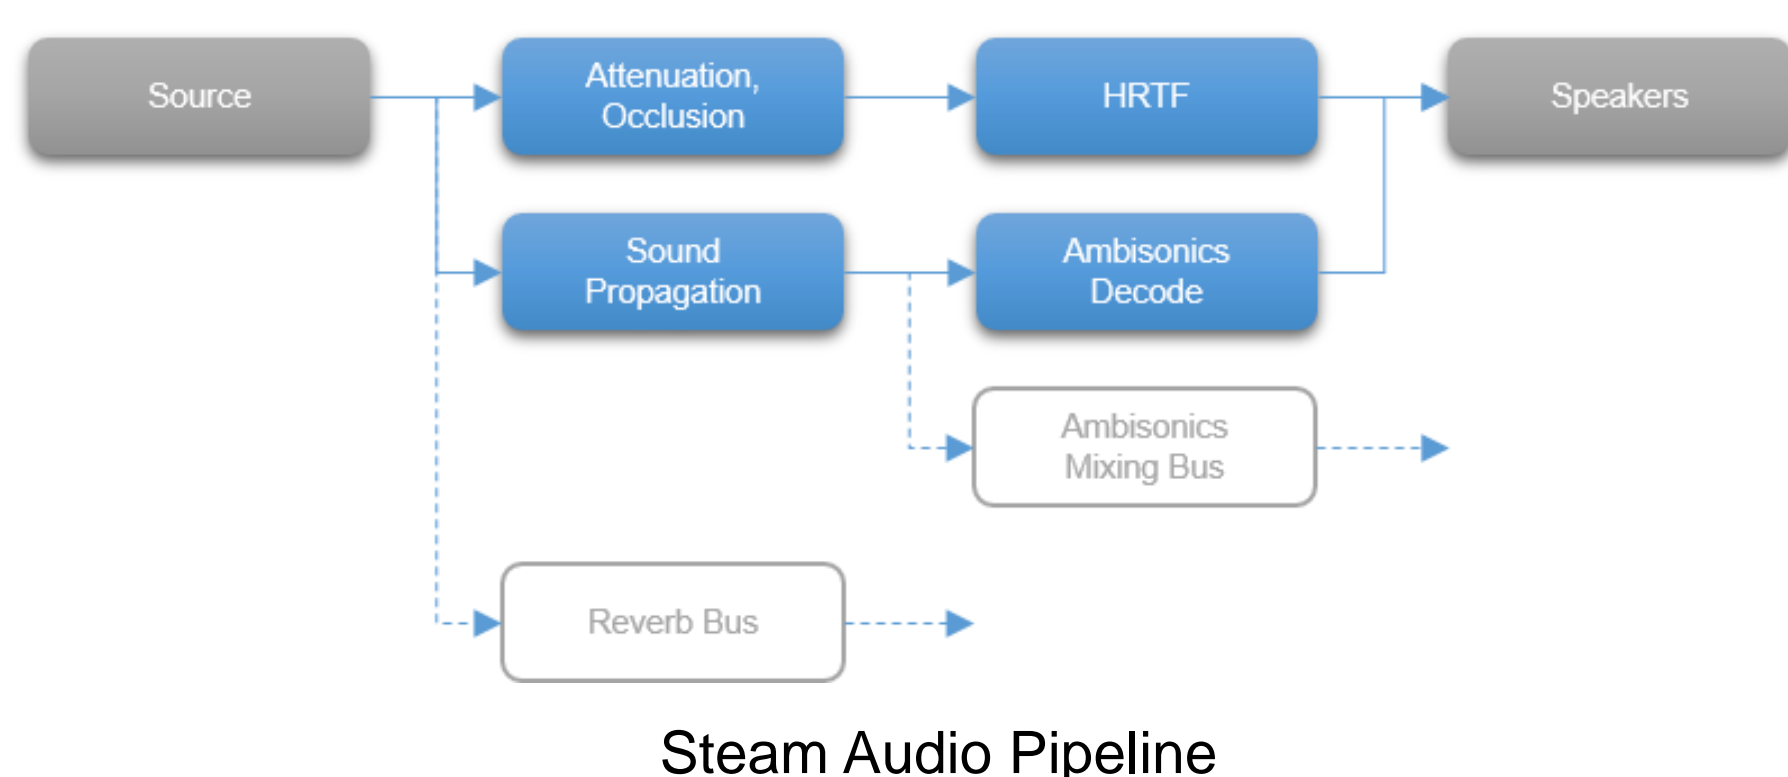 Source
Attenuation,
Occlusion
HRTF
Speakers
Sound
Propagation
Ambisonics
Decode
Ambisonics
Mixing Bus
Reverb Bus
Steam Audio Pipeline